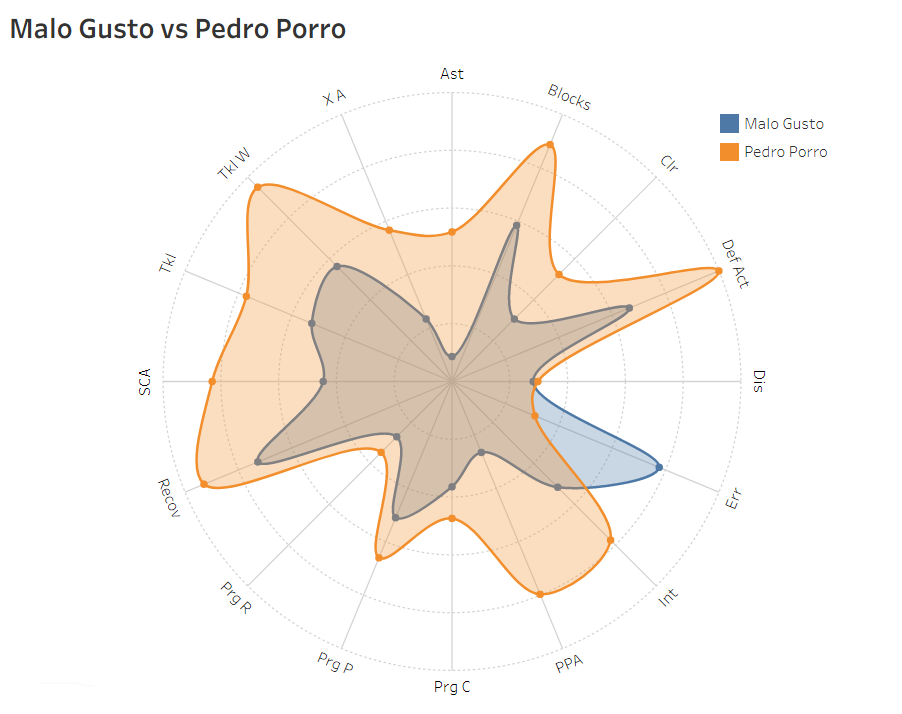 Malo Gusto vs Pedro Porro
Ast
Blocks
Clr
Def Act
Dis
Err
Int
PPA
Prg C
Prg P
Prg R
Recov
SCA
Tkl
Tkl W
X A
Malo Gusto
Pedro Porro